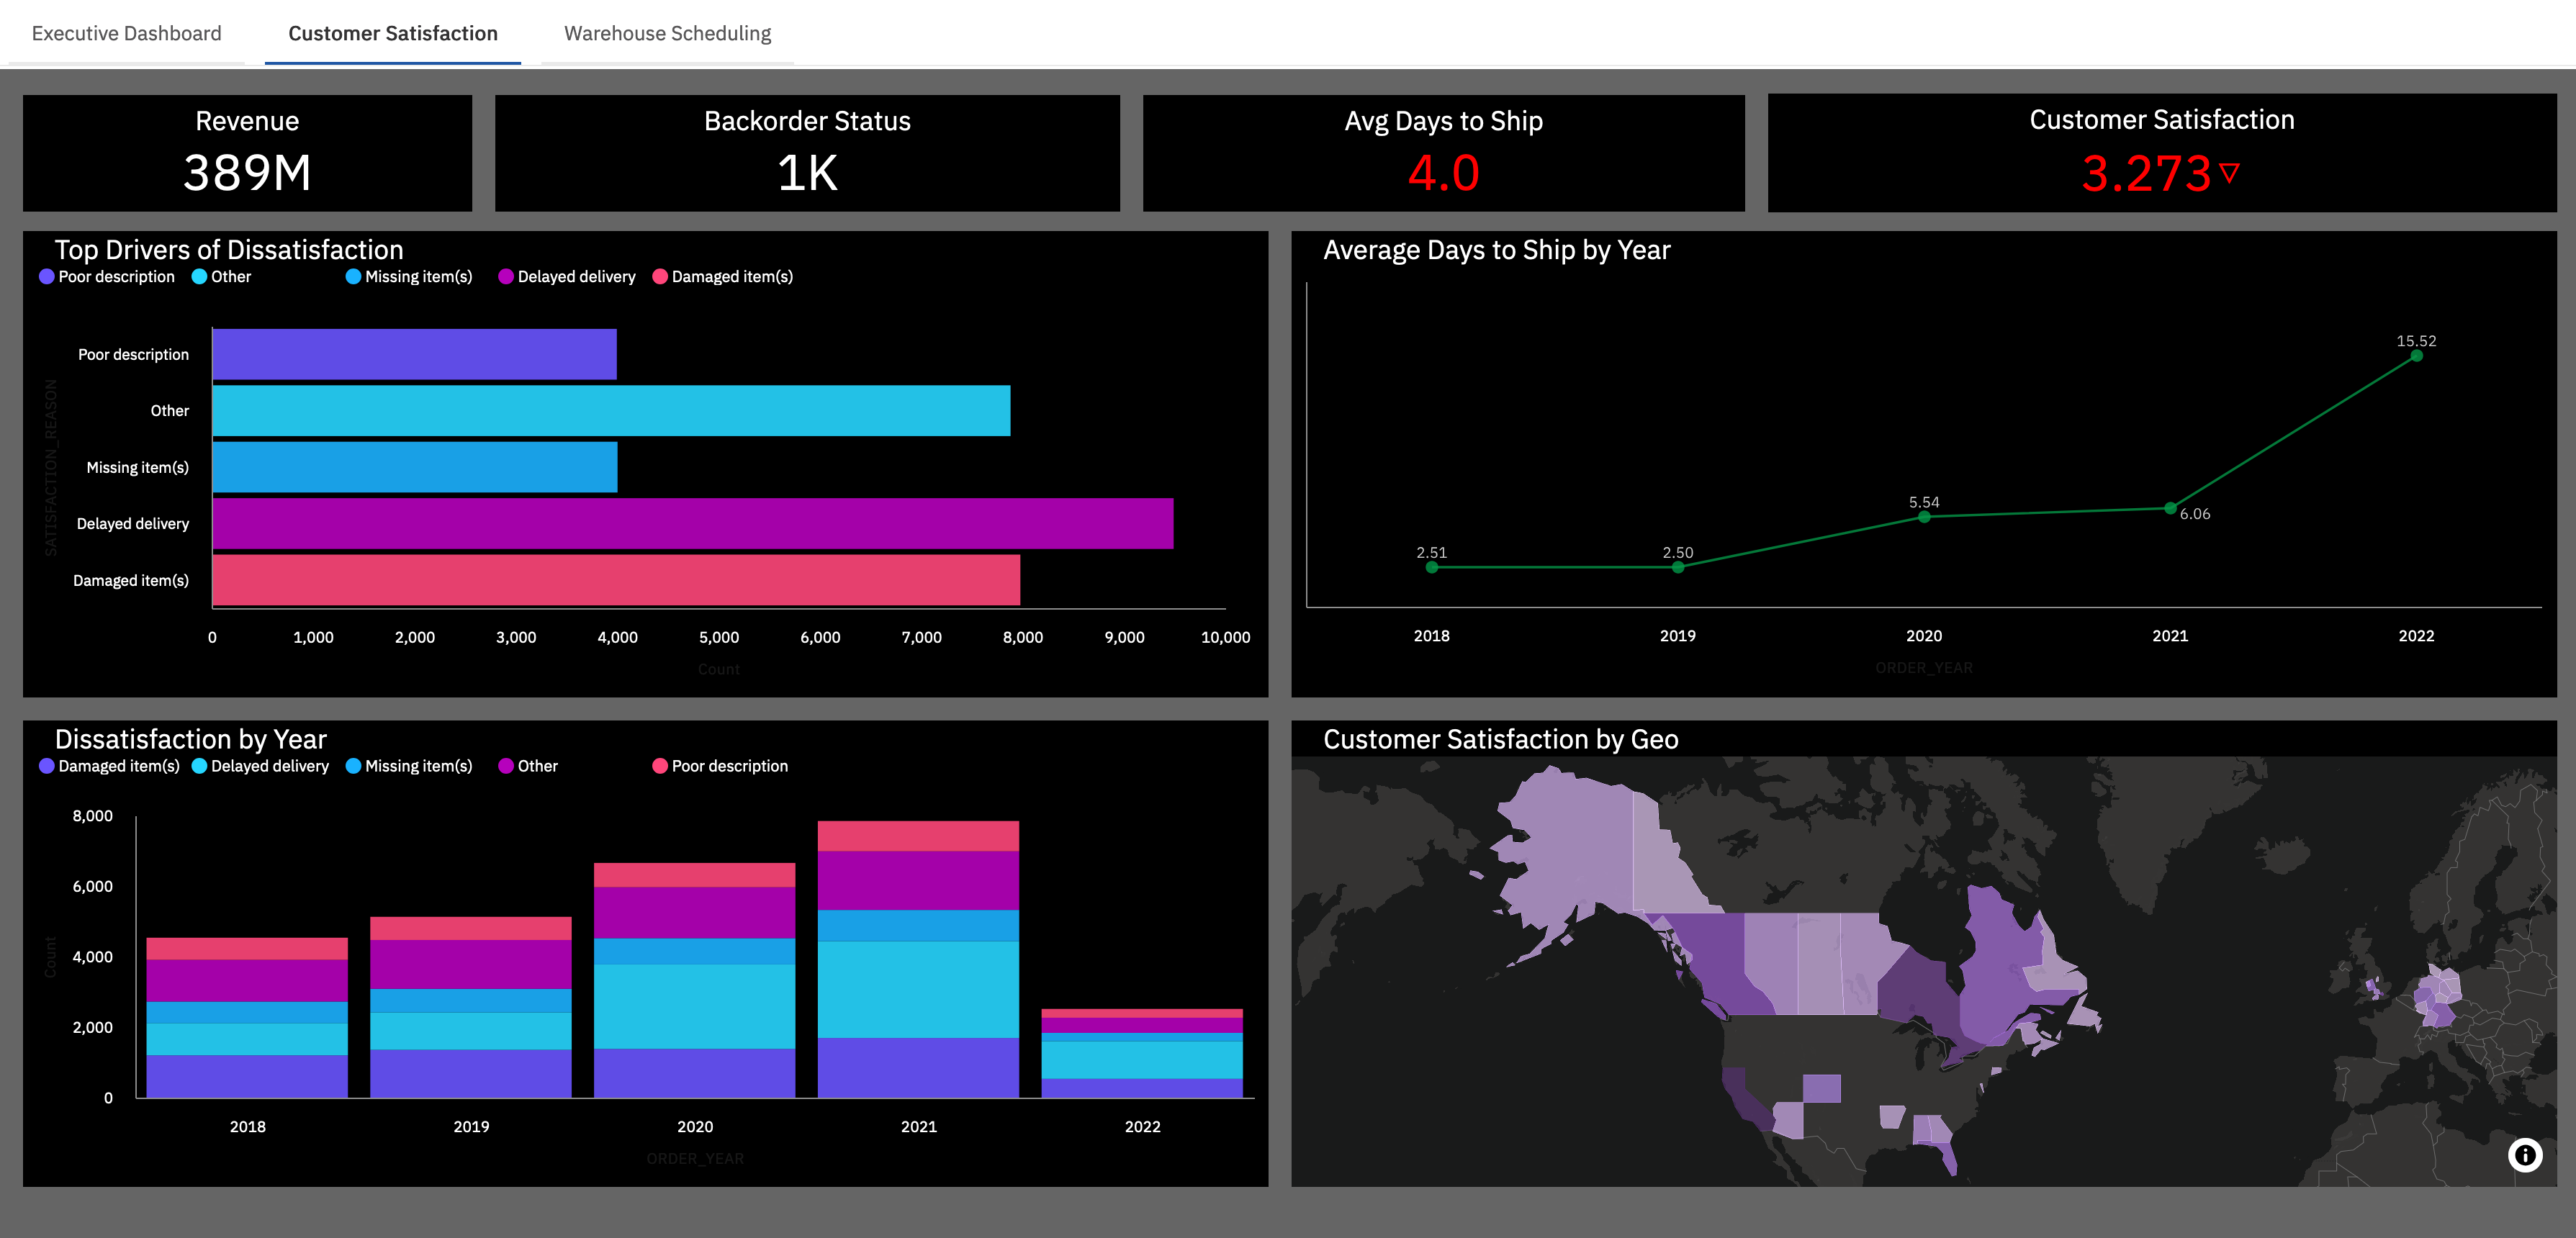 Executive Dashboard Customer Satisfaction Warehouse Scheduling
Revenue
389M
Backorder Status
1K
Avg Days to Ship
4.0
Customer Satisfaction
3.273
Top Drivers of Dissatisfaction
Poor description Other Missing item(s) Delayed delivery Damaged item(s)
SATISFACTION_REASON
Poor description
Other
Missing item(s)
Delayed delivery
Damaged item(s)
0 1,000 2,000 3,000 4,000 5,000 6,000 7,000 8,000 9,000 10,000
Count
Average Days to Ship by Year
15.52
5.54
6.06
2.51 2.50
2018 2019 2020 2021 2022
ORDER_YEAR
Dissatisfaction by Year
Damaged item(s) Delayed delivery Missing item(s) Other Poor description
Count
8,000
6,000
4,000
2,000
0
2018 2019 2020 2021 2022
ORDER_YEAR
Customer Satisfaction by Geo